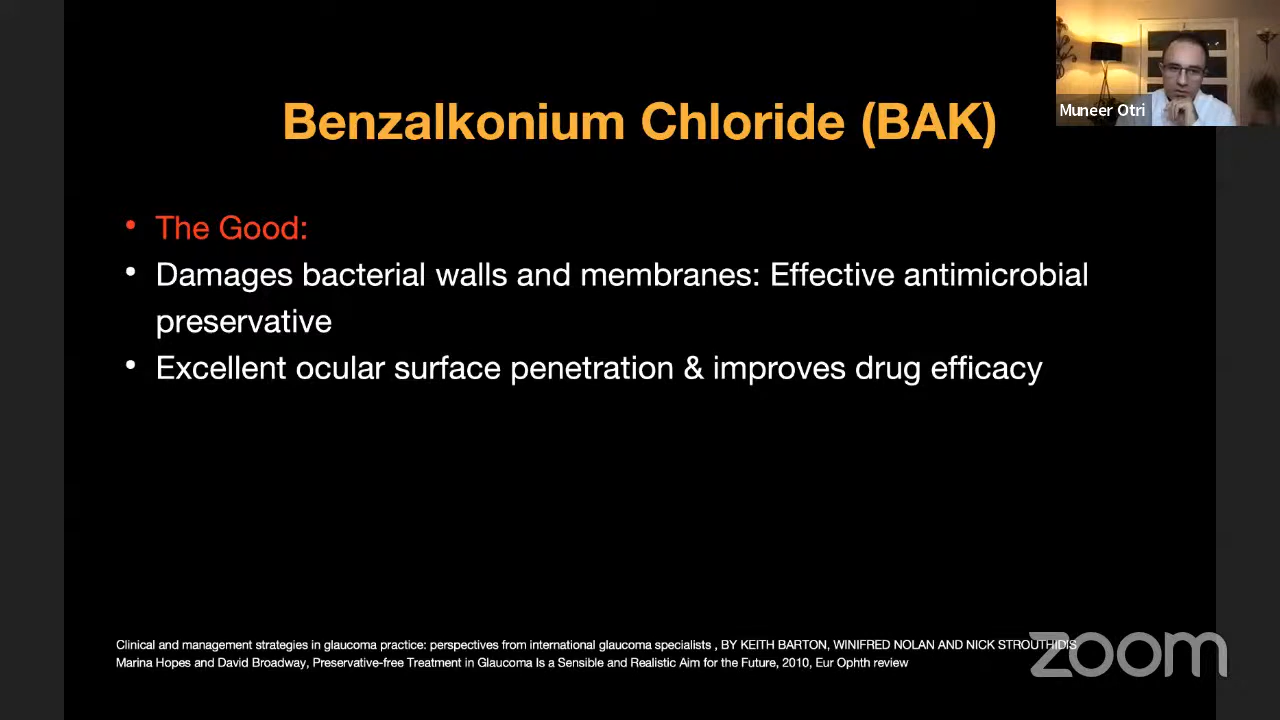 Benzalkonium Chloride (BAK)
Muneer Otri
• The Good:
• Damages bacterial walls and membranes: Effective antimicrobial
preservative
• Excellent ocular surface penetration & improves drug efficacy
Clinical and management strategies in glaucoma practice: perspectives from international glaucoma specialists , BY KEITH BARTON, WINIFRED NOLAN AND NICK STROUTHIDIS
Marina Hopes and David Broadway, Preservative-free Treatment in Glaucoma Is a Sensible and Realistic Aim for the Future, 2010, Eur Ophth review
zoom